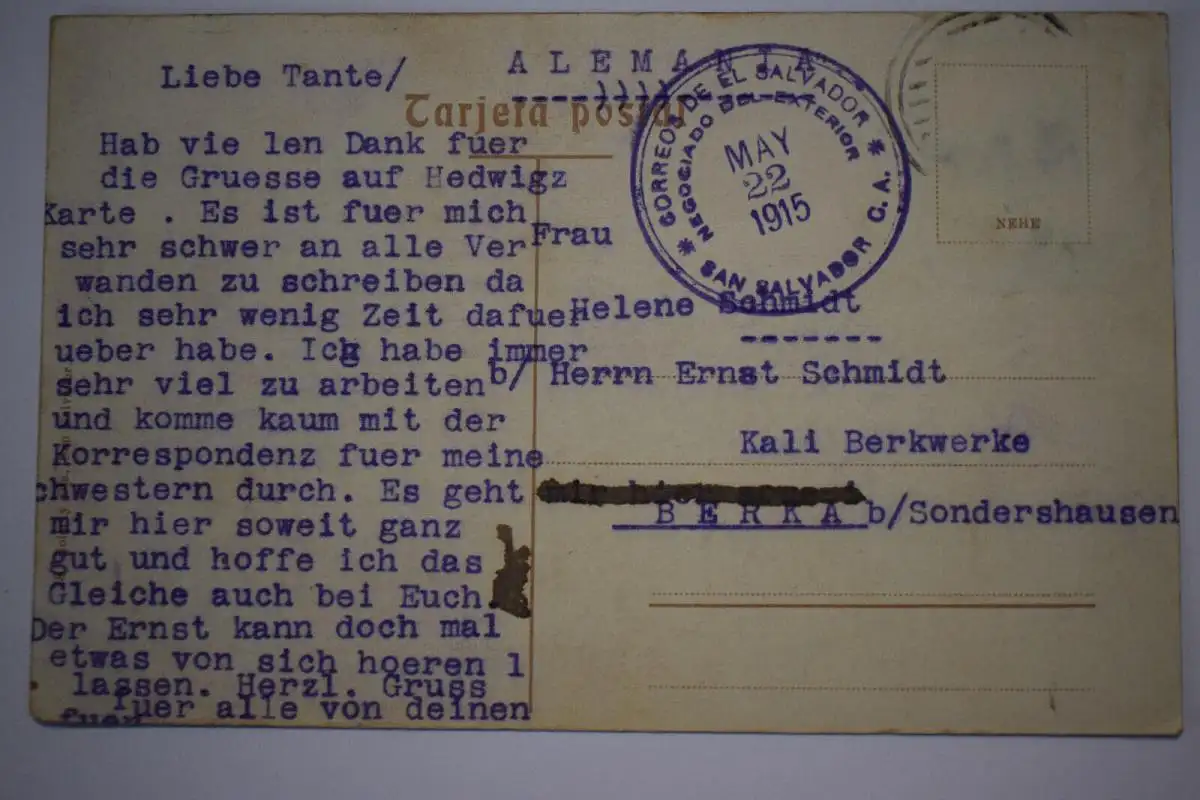 Liebe Tante/
Hab vie len Dank fuer
die Gruesse auf Hedwigz
Karte . Es ist fuer mich
sehr schwer an alle Ver
wanden zu schreiben da
ich sehr wenig Zeit dafuer
ueber habe. Ich habe immer
sehr viel zu arbeiten
und komme kaum mit der
Korrespondenz fuer meine
chwestern durch. Es geht
mir hier soweit ganz
gut und hoffe ich das
Gleiche auch bei Euch.
Der Ernst kann doch mal
etwas von sich hoeren l
lassen. Herzl. Gruss
fuer alle von deinen
fuer
A L E M A N I A
Tarjeta postal
CORREOS DE EL SALVADOR
NEGOCIADO DEL EXTERIOR
MAY
22
1915
SAN SALVADOR C. A.
NEHE
Frau
Helene Schmidt
b/ Herrn Ernst Schmidt
Kali Berkwerke
B E R K A b/Sondershausen